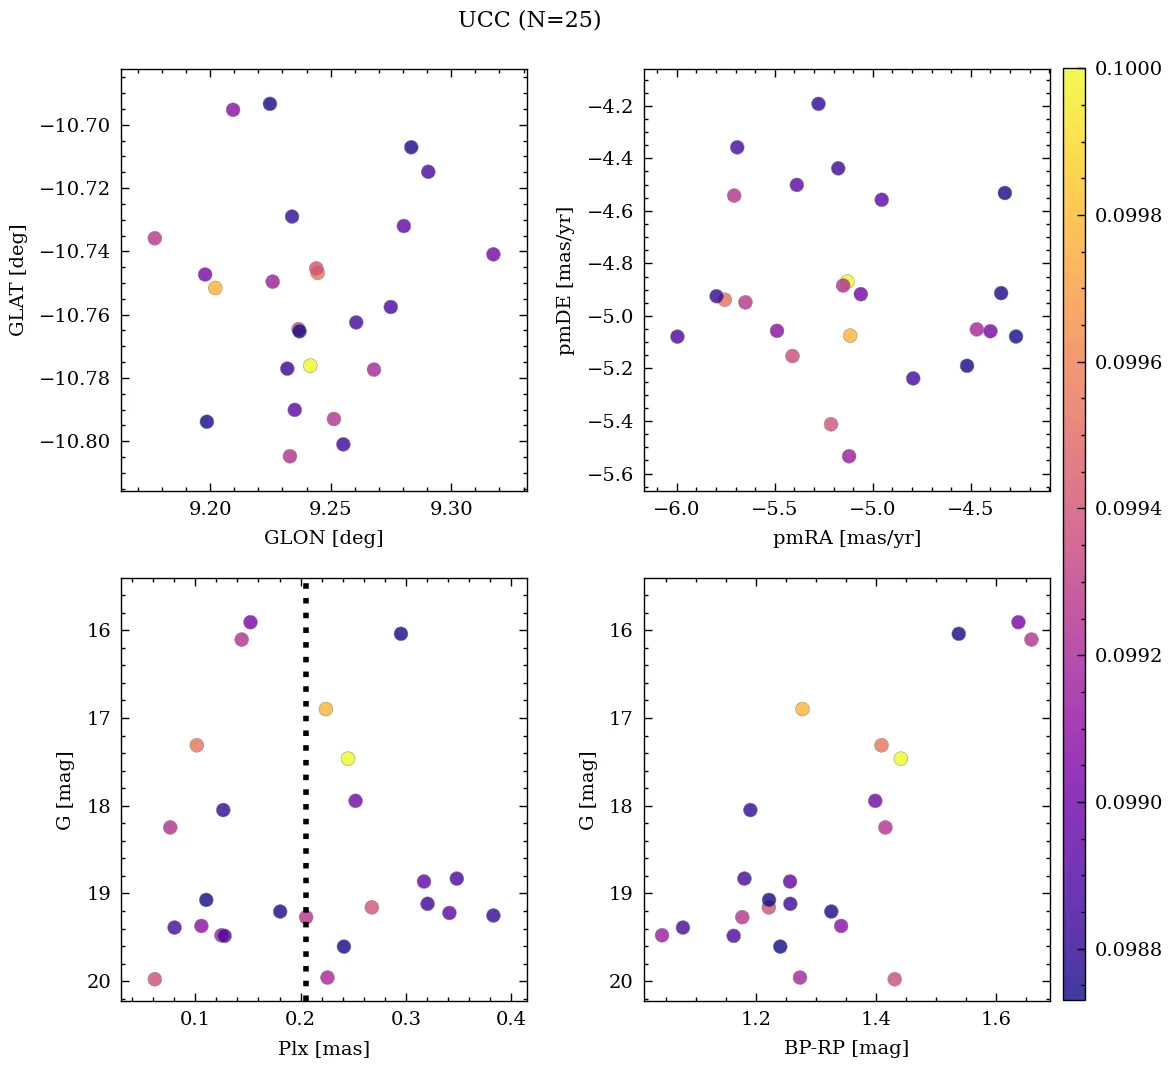 UCC (N=25)
−10.70
−10.72
−10.74
−10.76
−10.78
−10.80
GLAT [deg]
9.20 9.25 9.30
GLON [deg]
−4.2
−4.4
−4.6
−4.8
−5.0
−5.2
−5.4
−5.6
pmDE [mas/yr]
−6.0 −5.5 −5.0 −4.5
pmRA [mas/yr]
16
17
18
19
20
G [mag]
0.1 0.2 0.3 0.4
Plx [mas]
16
17
18
19
20
G [mag]
1.2 1.4 1.6
BP-RP [mag]
0.1000
0.0998
0.0996
0.0994
0.0992
0.0990
0.0988